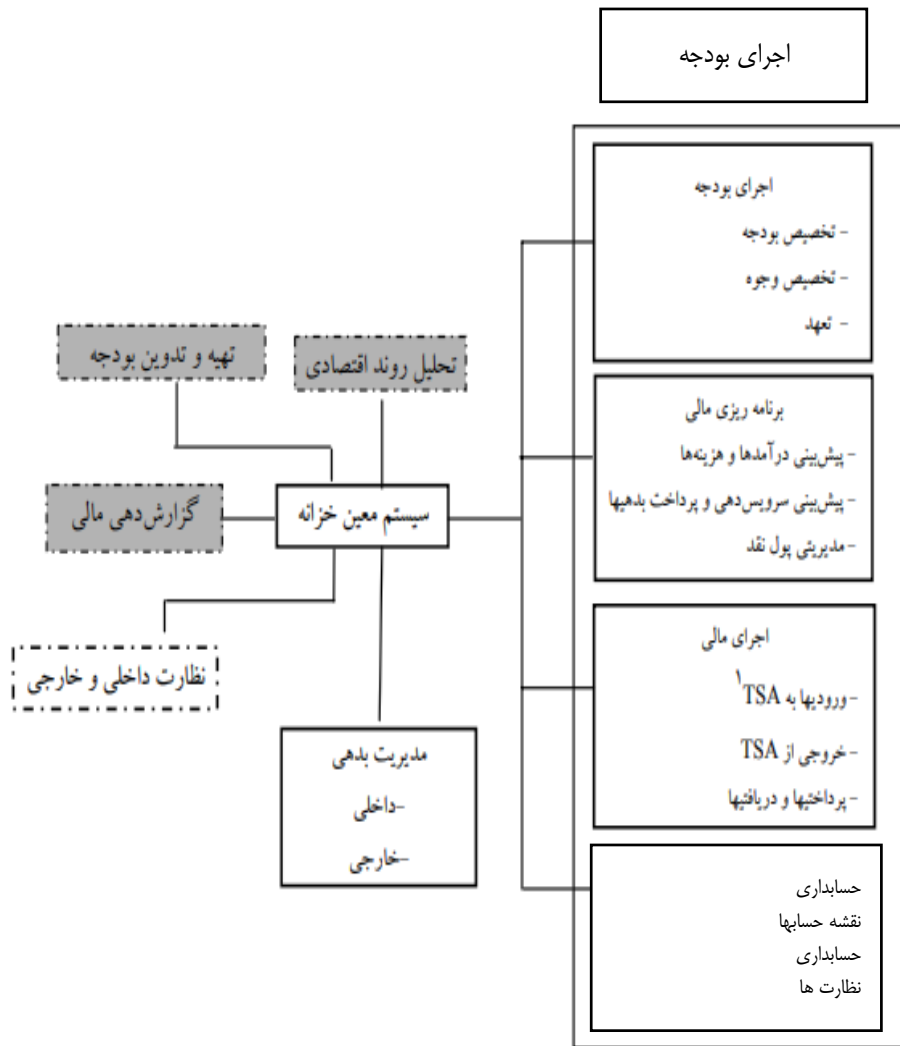 اجرای بودجه
اجرای بودجه
- تخصیص بودجه
- تخصیص وجوه
- تعهد
برنامه ریزی مالی
- پیش‌بینی درآمدها و هزینه‌ها
- پیش‌بینی سرویس‌دهی و پرداخت بدهیها
- مدیریتی پول نقد
اجرای مالی
- ورودیها به TSA¹
- خروجی از TSA
- پرداختیها و دریافتیها
حسابداری
نقشه حسابها
حسابداری
نظارت ها
تحلیل روند اقتصادی
تهیه و تدوین بودجه
سیستم معین خزانه
گزارش‌دهی مالی
نظارت داخلی و خارجی
مدیریت بدهی
-داخلی
-خارجی